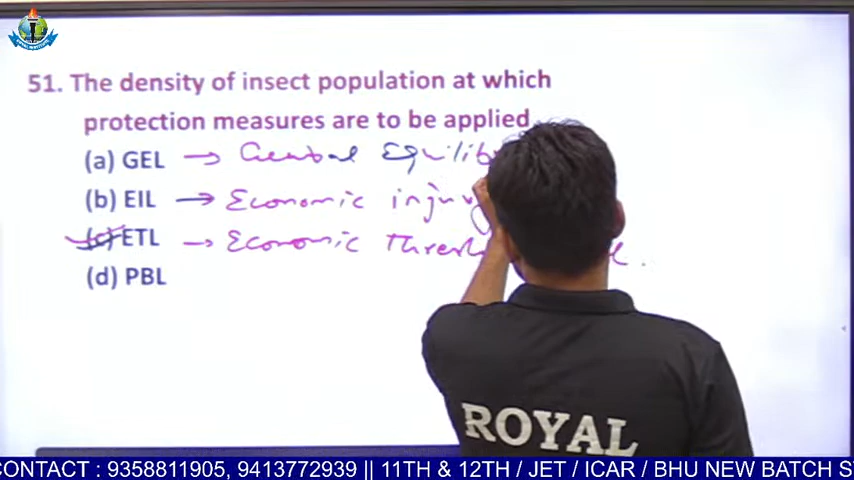 51. The density of insect population at which
protection measures are to be applied
(a) GEL → General Equilib
(b) EIL → Economic injury
(c) ETL → Economic Thresh
(d) PBL
ROYAL
CONTACT : 9358811905, 9413772939 || 11TH & 12TH / JET / ICAR / BHU NEW BATCH S